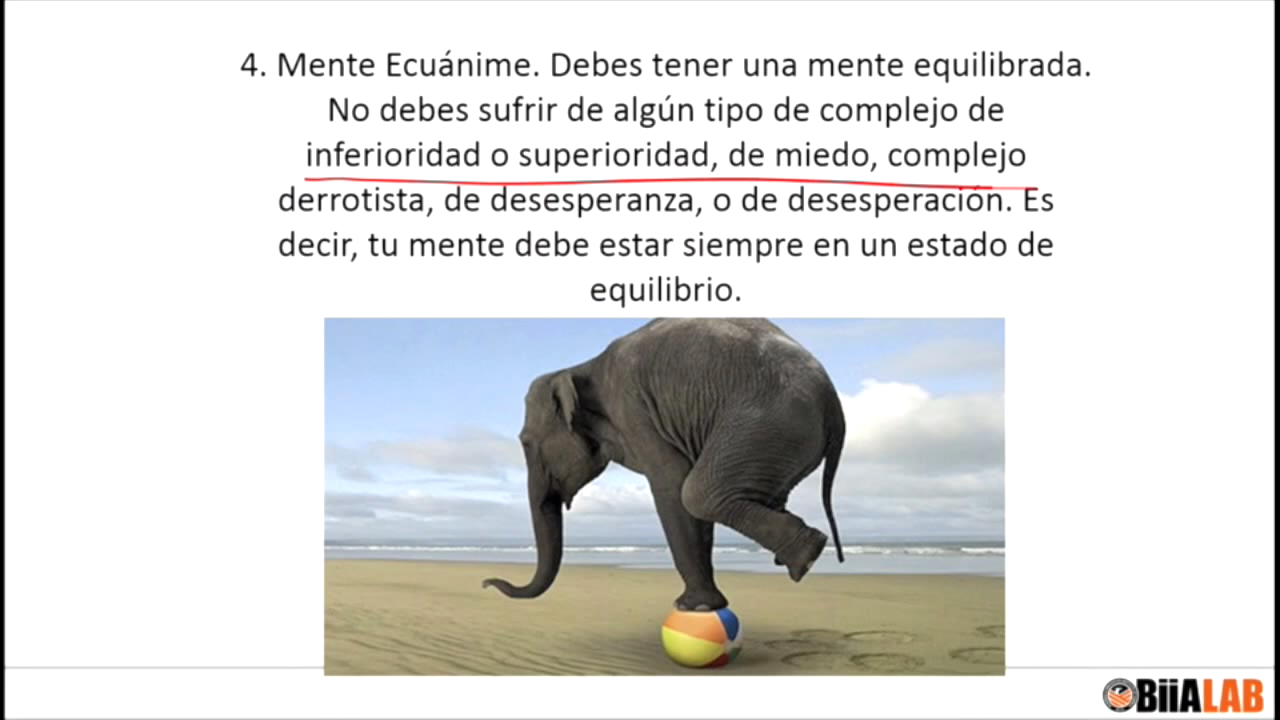 4. Mente Ecuánime. Debes tener una mente equilibrada.
No debes sufrir de algún tipo de complejo de
inferioridad o superioridad, de miedo, complejo
derrotista, de desesperanza, o de desesperación. Es
decir, tu mente debe estar siempre en un estado de
equilibrio.
BiiALAB